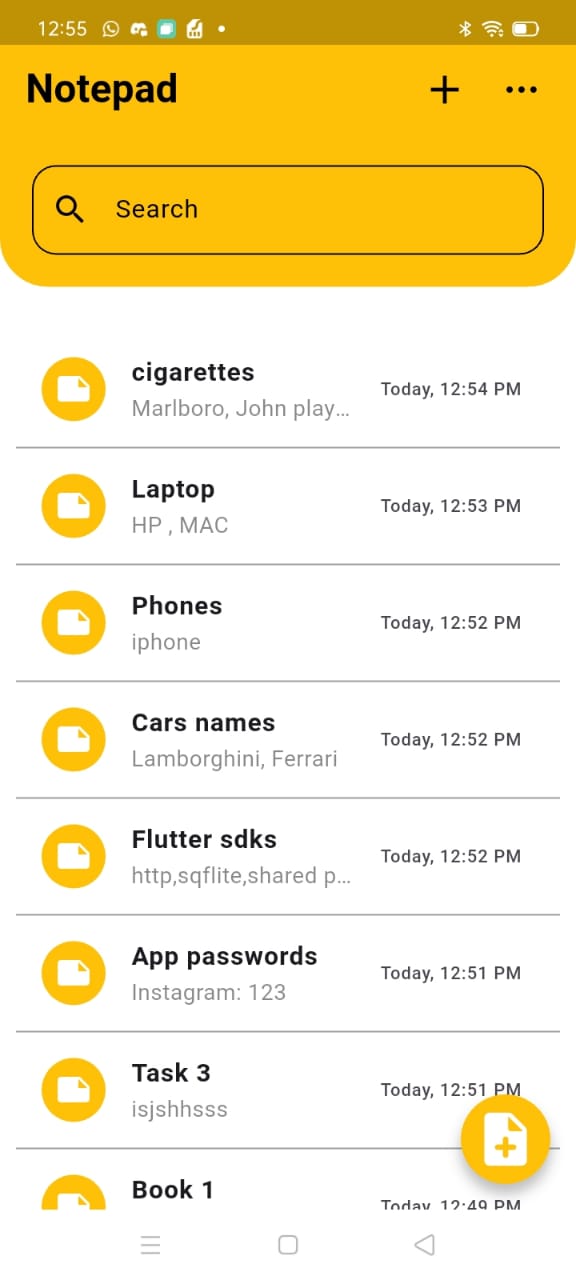 12:55
Notepad
Search
cigarettes
Marlboro, John play...
Today, 12:54 PM
Laptop
HP , MAC
Today, 12:53 PM
Phones
iphone
Today, 12:52 PM
Cars names
Lamborghini, Ferrari
Today, 12:52 PM
Flutter sdks
http,sqflite,shared p...
Today, 12:52 PM
App passwords
Instagram: 123
Today, 12:51 PM
Task 3
isjshhsss
Today, 12:51 PM
Book 1
Today, 12:49 PM